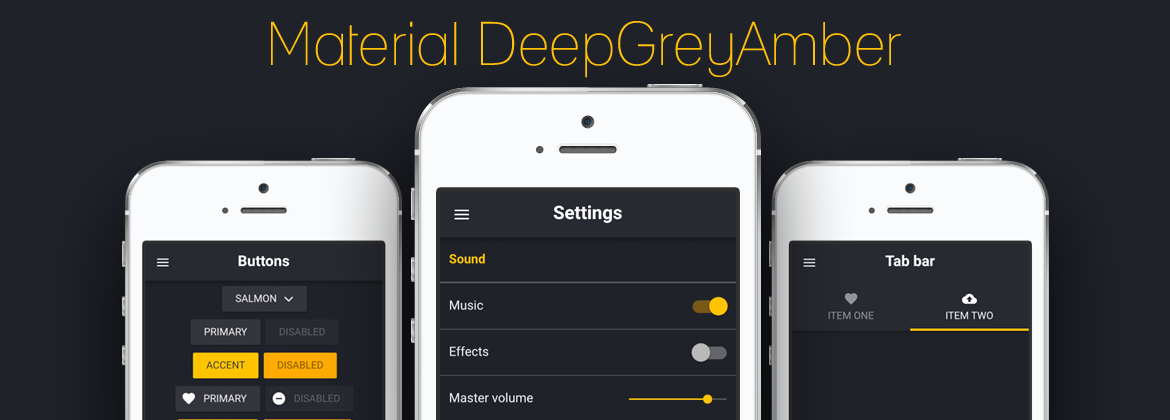 Material DeepGreyAmber
Buttons
SALMON
PRIMARY DISABLED
ACCENT DISABLED
PRIMARY DISABLED
Settings
Sound
Music
Effects
Master volume
Tab bar
ITEM ONE ITEM TWO